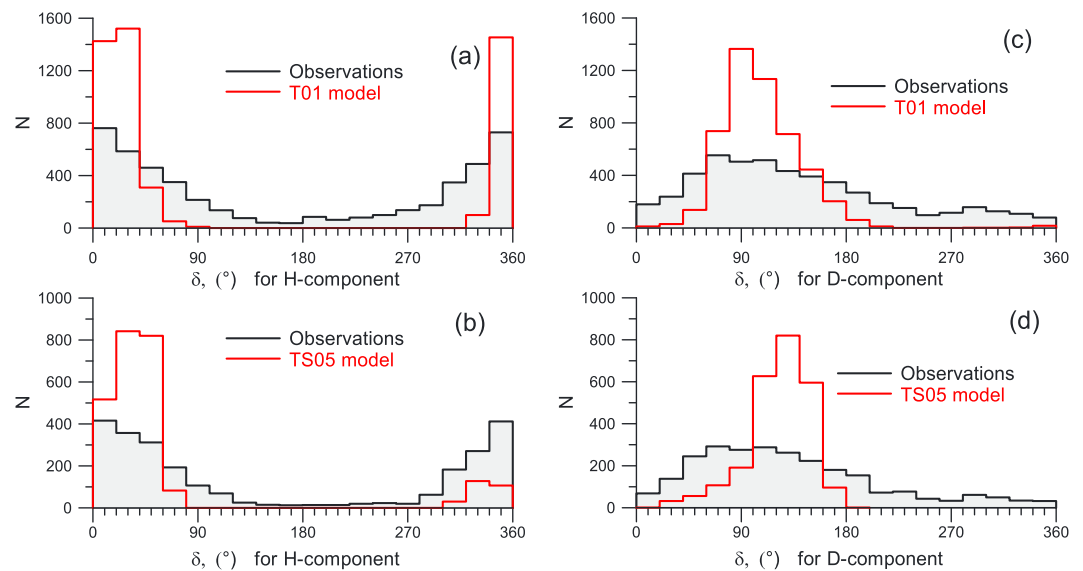 1600
1200
800
400
0
N
(a)
Observations
T01 model
0 90 180 270 360
δ, (°) for H-component
1600
1200
800
400
0
N
(c)
Observations
T01 model
0 90 180 270 360
δ, (°) for D-component
1000
800
600
400
200
0
N
(b)
Observations
TS05 model
0 90 180 270 360
δ, (°) for H-component
1000
800
600
400
200
0
N
(d)
Observations
TS05 model
0 90 180 270 360
δ, (°) for D-component